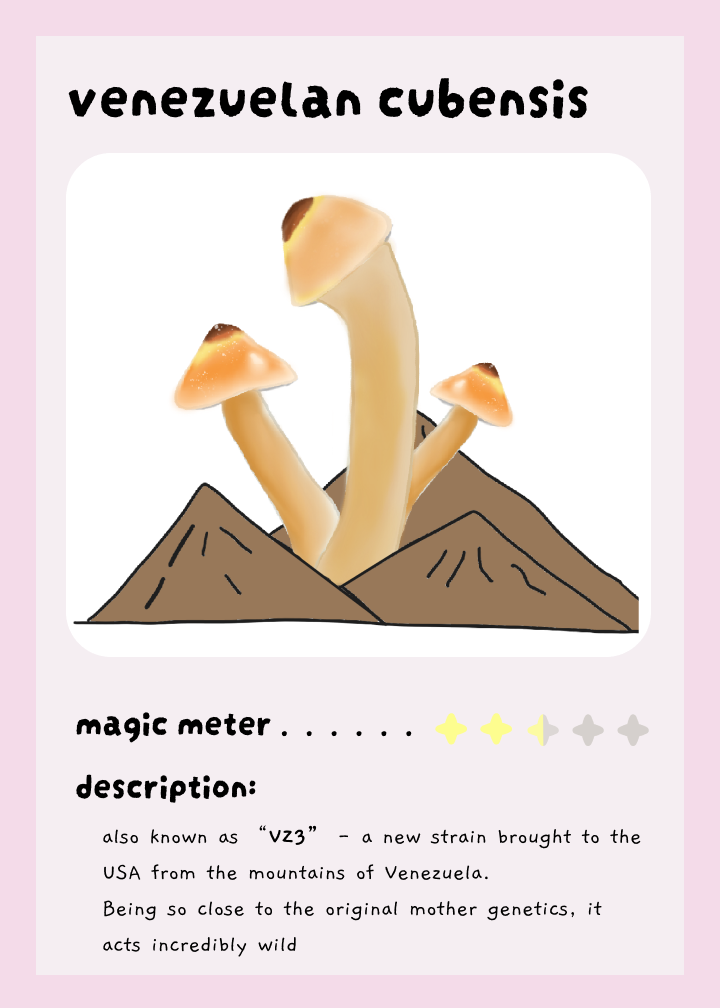 venezuelan cubensis
magic meter . . . . . .
description:
also known as “VZ3” - a new strain brought to the
USA from the mountains of Venezuela.
Being so close to the original mother genetics, it
acts incredibly wild